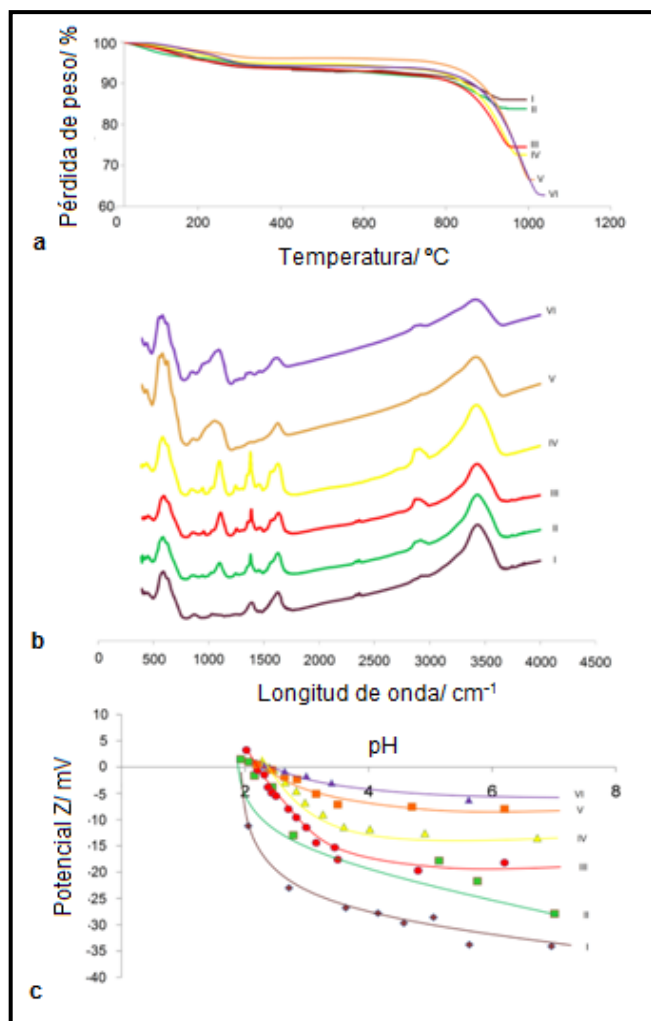 Pérdida de peso/ %
100
90
80
70
60
0
200
400
600
800
1000
1200
I
II
III
IV
V
VI
Temperatura/ ºC
a
VI
V
IV
III
II
I
0
500
1000
1500
2000
2500
3000
3500
4000
4500
Longitud de onda/ cm⁻¹
b
Potencial Z/ mV
10
5
0
-5
-10
-15
-20
-25
-30
-35
-40
pH
2
4
6
8
VI
V
IV
III
II
I
c